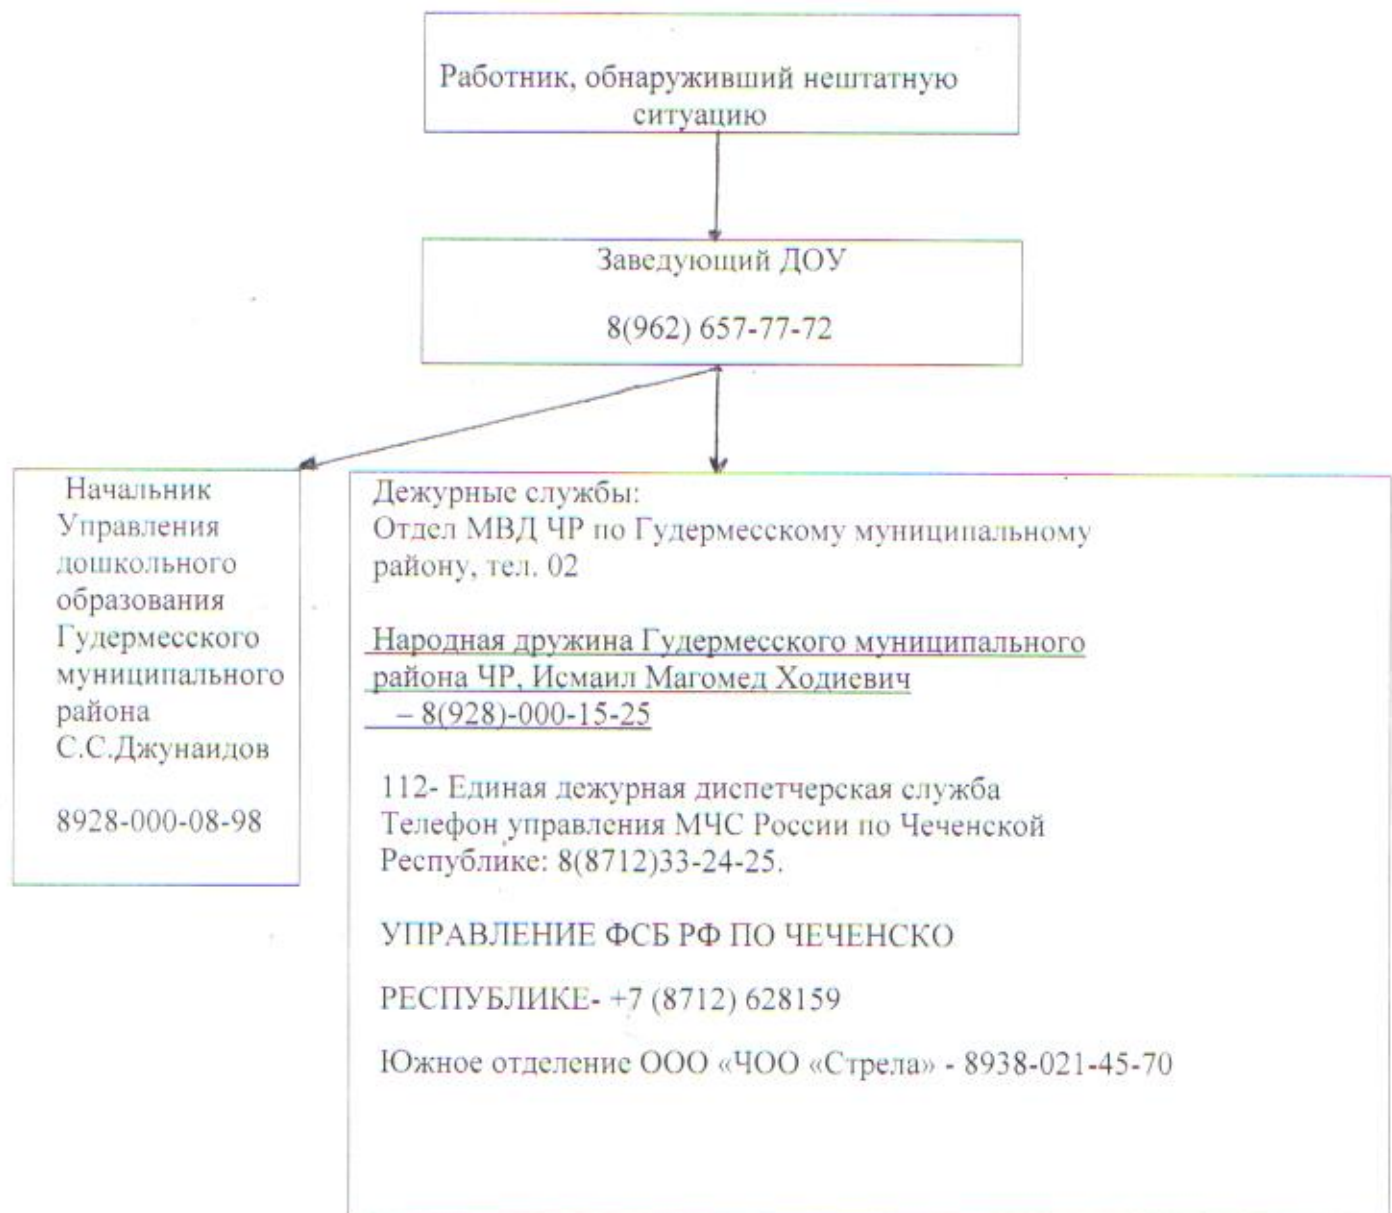 Работник, обнаруживший нештатную
ситуацию
Заведующий ДОУ
8(962) 657-77-72
Начальник
Управления
дошкольного
образования
Гудермесского
муниципального
района
С.С.Джунаидов
8928-000-08-98
Дежурные службы:
Отдел МВД ЧР по Гудермесскому муниципальному
району, тел. 02
Народная дружина Гудермесского муниципального
района ЧР, Исмаил Магомед Ходиевич
– 8(928)-000-15-25
112- Единая дежурная диспетчерская служба
Телефон управления МЧС России по Чеченской
Республике: 8(8712)33-24-25.
УПРАВЛЕНИЕ ФСБ РФ ПО ЧЕЧЕНСКО
РЕСПУБЛИКЕ- +7 (8712) 628159
Южное отделение ООО «ЧОО «Стрела» - 8938-021-45-70